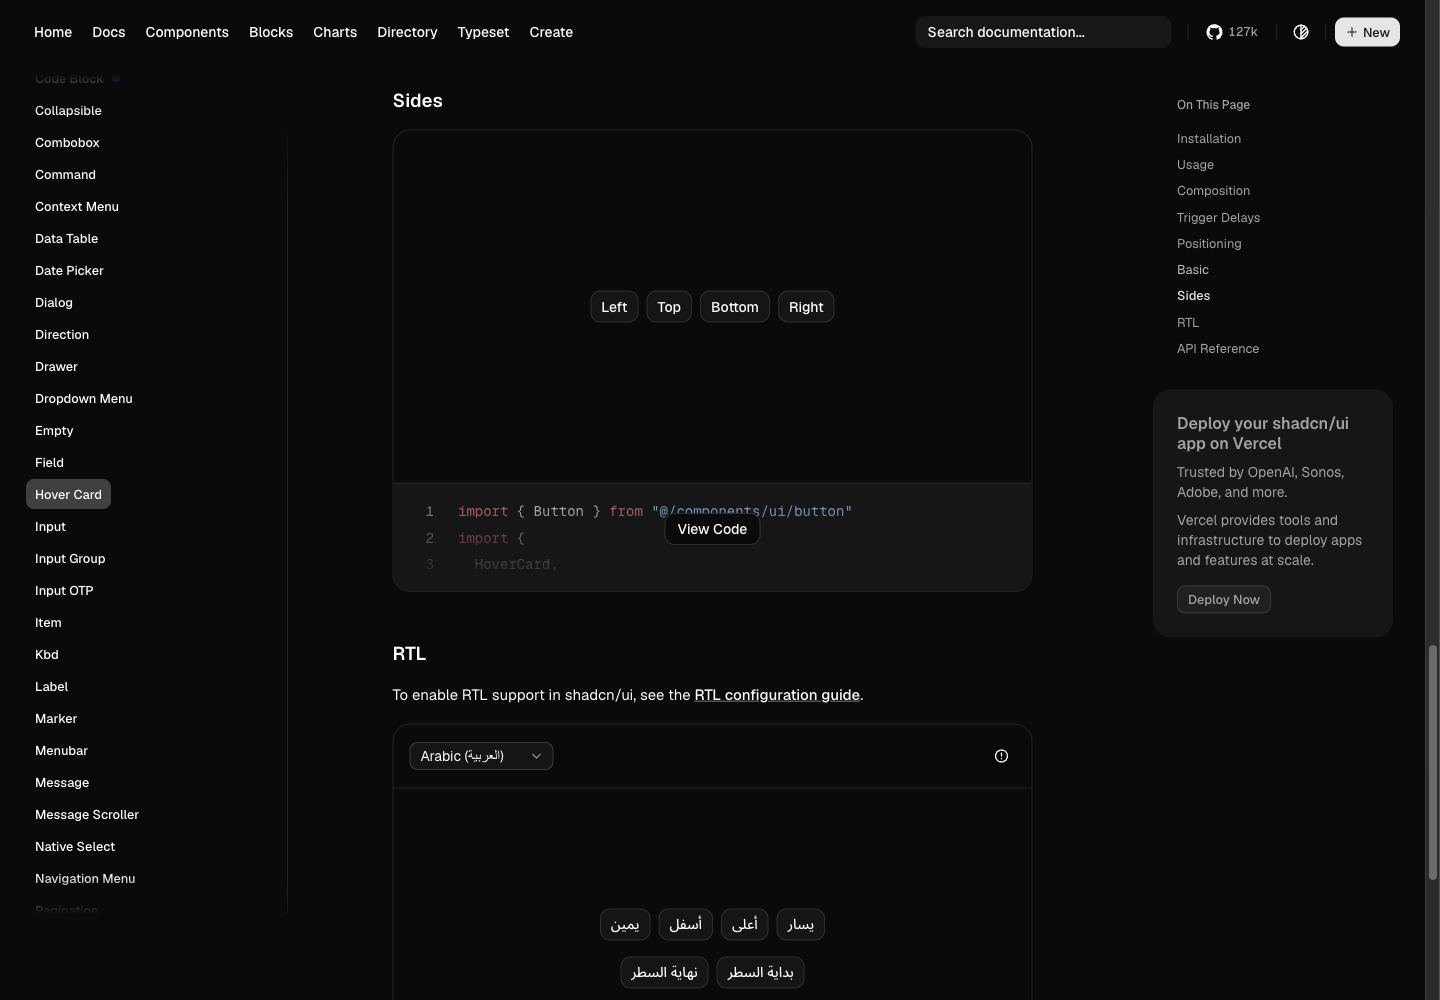 Home Docs Components Blocks Charts Directory Typeset Create Search documentation... 127k New
Code Block
Collapsible
Combobox
Command
Context Menu
Data Table
Date Picker
Dialog
Direction
Drawer
Dropdown Menu
Empty
Field
Hover Card
Input
Input Group
Input OTP
Item
Kbd
Label
Marker
Menubar
Message
Message Scroller
Native Select
Navigation Menu
Pagination
Sides
Left Top Bottom Right
1 import { Button } from "@/components/ui/button"
View Code
2 import {
3 HoverCard,
RTL
To enable RTL support in shadcn/ui, see the RTL configuration guide.
Arabic (العربية)
يسار أعلى أسفل يمين
بداية السطر نهاية السطر
On This Page
Installation
Usage
Composition
Trigger Delays
Positioning
Basic
Sides
RTL
API Reference
Deploy your shadcn/ui
app on Vercel
Trusted by OpenAI, Sonos,
Adobe, and more.
Vercel provides tools and
infrastructure to deploy apps
and features at scale.
Deploy Now